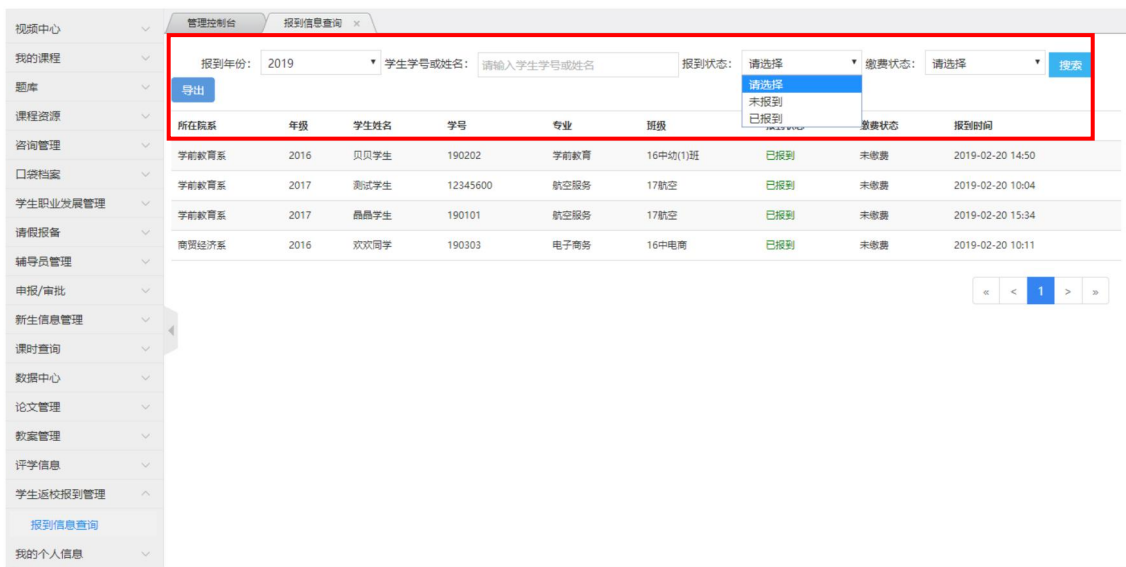 管理控制台 报到信息查询 ×
视频中心
我的课程
题库
课程资源
咨询管理
口袋档案
学生职业发展管理
请假报备
辅导员管理
申报/审批
新生信息管理
课时查询
数据中心
论文管理
教案管理
评学信息
学生返校报到管理
报到信息查询
我的个人信息
报到年份: 2019 学生学号或姓名: 请输入学生学号或姓名 报到状态: 请选择 缴费状态: 请选择 搜索
请选择
未报到
已报到
导出
所在院系 年级 学生姓名 学号 专业 班级 报到状态 缴费状态 报到时间
学前教育系 2016 贝贝学生 190202 学前教育 16中幼(1)班 已报到 未缴费 2019-02-20 14:50
学前教育系 2017 测试学生 12345600 航空服务 17航空 已报到 未缴费 2019-02-20 10:04
学前教育系 2017 晶晶学生 190101 航空服务 17航空 已报到 未缴费 2019-02-20 15:34
商贸经济系 2016 欢欢同学 190303 电子商务 16中电商 已报到 未缴费 2019-02-20 10:11
« < 1 > »